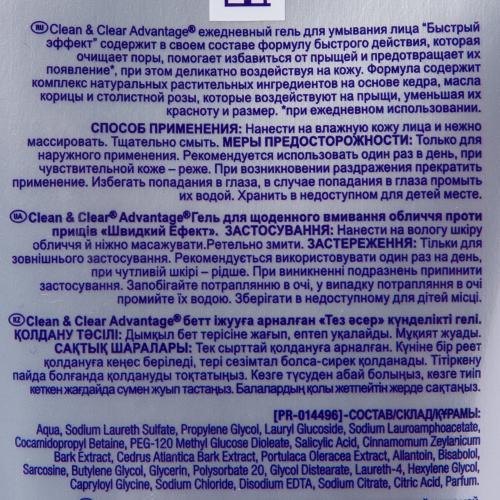 RU Clean & Clear Advantage® ежедневный гель для умывания лица "Быстрый
эффект" содержит в своем составе формулу быстрого действия, которая
очищает поры, помогает избавиться от прыщей и предотвращает их
появление*, при этом деликатно воздействуя на кожу. Формула содержит
комплекс натуральных растительных ингредиентов на основе кедра, масла
корицы и столистной розы, которые воздействуют на прыщи, уменьшая их
красноту и размер. *при ежедневном использовании.
СПОСОБ ПРИМЕНЕНИЯ: Нанести на влажную кожу лица и нежно
массировать. Тщательно смыть. МЕРЫ ПРЕДОСТОРОЖНОСТИ: Только для
наружного применения. Рекомендуется использовать один раз в день, при
чувствительной коже – реже. При возникновении раздражения прекратить
применение. Избегать попадания в глаза, в случае попадания в глаза промыть
их водой. Хранить в недоступном для детей месте.
UA Clean & Clear® Advantage® Гель для щоденного вмивання обличчя проти
прищів «Швидкий Ефект». ЗАСТОСУВАННЯ: Нанести на вологу шкіру
обличчя й ніжно масажувати.Ретельно змити. ЗАСТЕРЕЖЕННЯ: Тільки для
зовнішнього застосування. Рекомендується використовувати один раз на день,
при чутливій шкірі – рідше. При виникненні подразнень припинити
застосування. Запобігайте потраплянню в очі, у випадку потрапляння в очі
промийте їх водою. Зберігати в недоступному для дітей місці.
KZ Clean & Clear Advantage® бетт іжууға арналған «Тез әсер» күнделікті гелі.
ҚОЛДАНУ ТӘСІЛІ: Дымқыл бет терісіне жағып, ептеп уқалайды. Мұқият жуады.
САҚТЫҚ ШАРАЛАРЫ: Тек сырттай қолдануға арналған. Күніне бір реет
қолдануға кеңес беріледі, тері сезімтал болса-сирек қолданады. Тітіркену
пайда болғанда қолдануды тоқтатыңыз. Көзге түсуден абай болыңыз, көзге тиіп
кеткен жағдайда сумен жуып тастаңыз. Балалардың қолы жетпейтін жерде сақтаңыз.
[PR-014496]-СОСТАВ/СКЛАД/ҚҰРАМЫ:
Aqua, Sodium Laureth Sulfate, Propylene Glycol, Lauryl Glucoside, Sodium Lauroamphoacetate,
Cocamidopropyl Betaine, PEG-120 Methyl Glucose Dioleate, Salicylic Acid, Cinnamomum Zeylanicum
Bark Extract, Cedrus Atlantica Bark Extract, Portulaca Oleracea Extract, Allantoin, Bisabolol,
Sarcosine, Butylene Glycol, Glycerin, Polysorbate 20, Glycol Distearate, Laureth-4, Hexylene Glycol,
Capryloyl Glycine, Sodium Chloride, Disodium EDTA, Sodium Citrate, Citric Acid, Parfum.